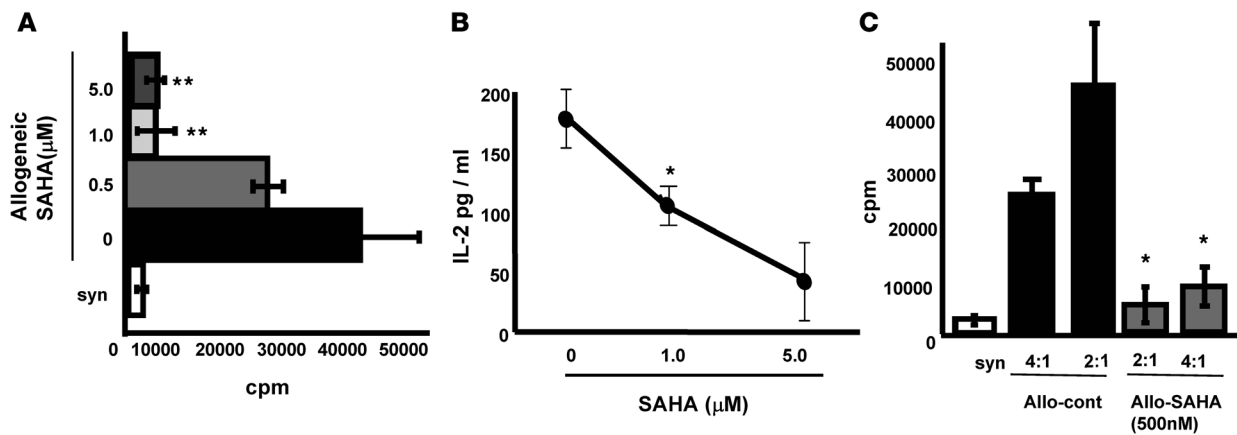 A
Allogeneic
SAHA(μM)
5.0
**
1.0
**
0.5
0
syn
0 10000 20000 30000 40000 50000
cpm
B
IL-2 pg / ml
200
150
100
50
0
*
0 1.0 5.0
SAHA (μM)
C
cpm
50000
40000
30000
20000
10000
0
* *
syn 4:1 2:1 2:1 4:1
Allo-cont Allo-SAHA
(500nM)